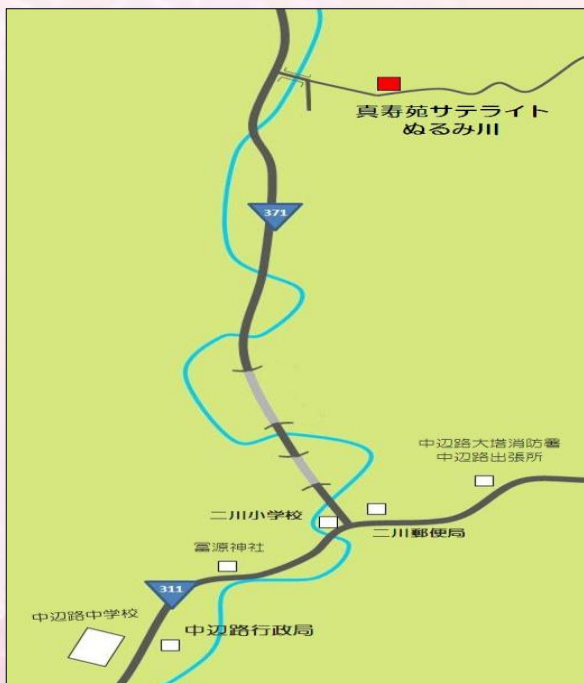 真寿苑サテライト
ぬるみ川
371
中辺路大塔消防署
中辺路出張所
二川小学校
二川郵便局
冨源神社
311
中辺路中学校
中辺路行政局